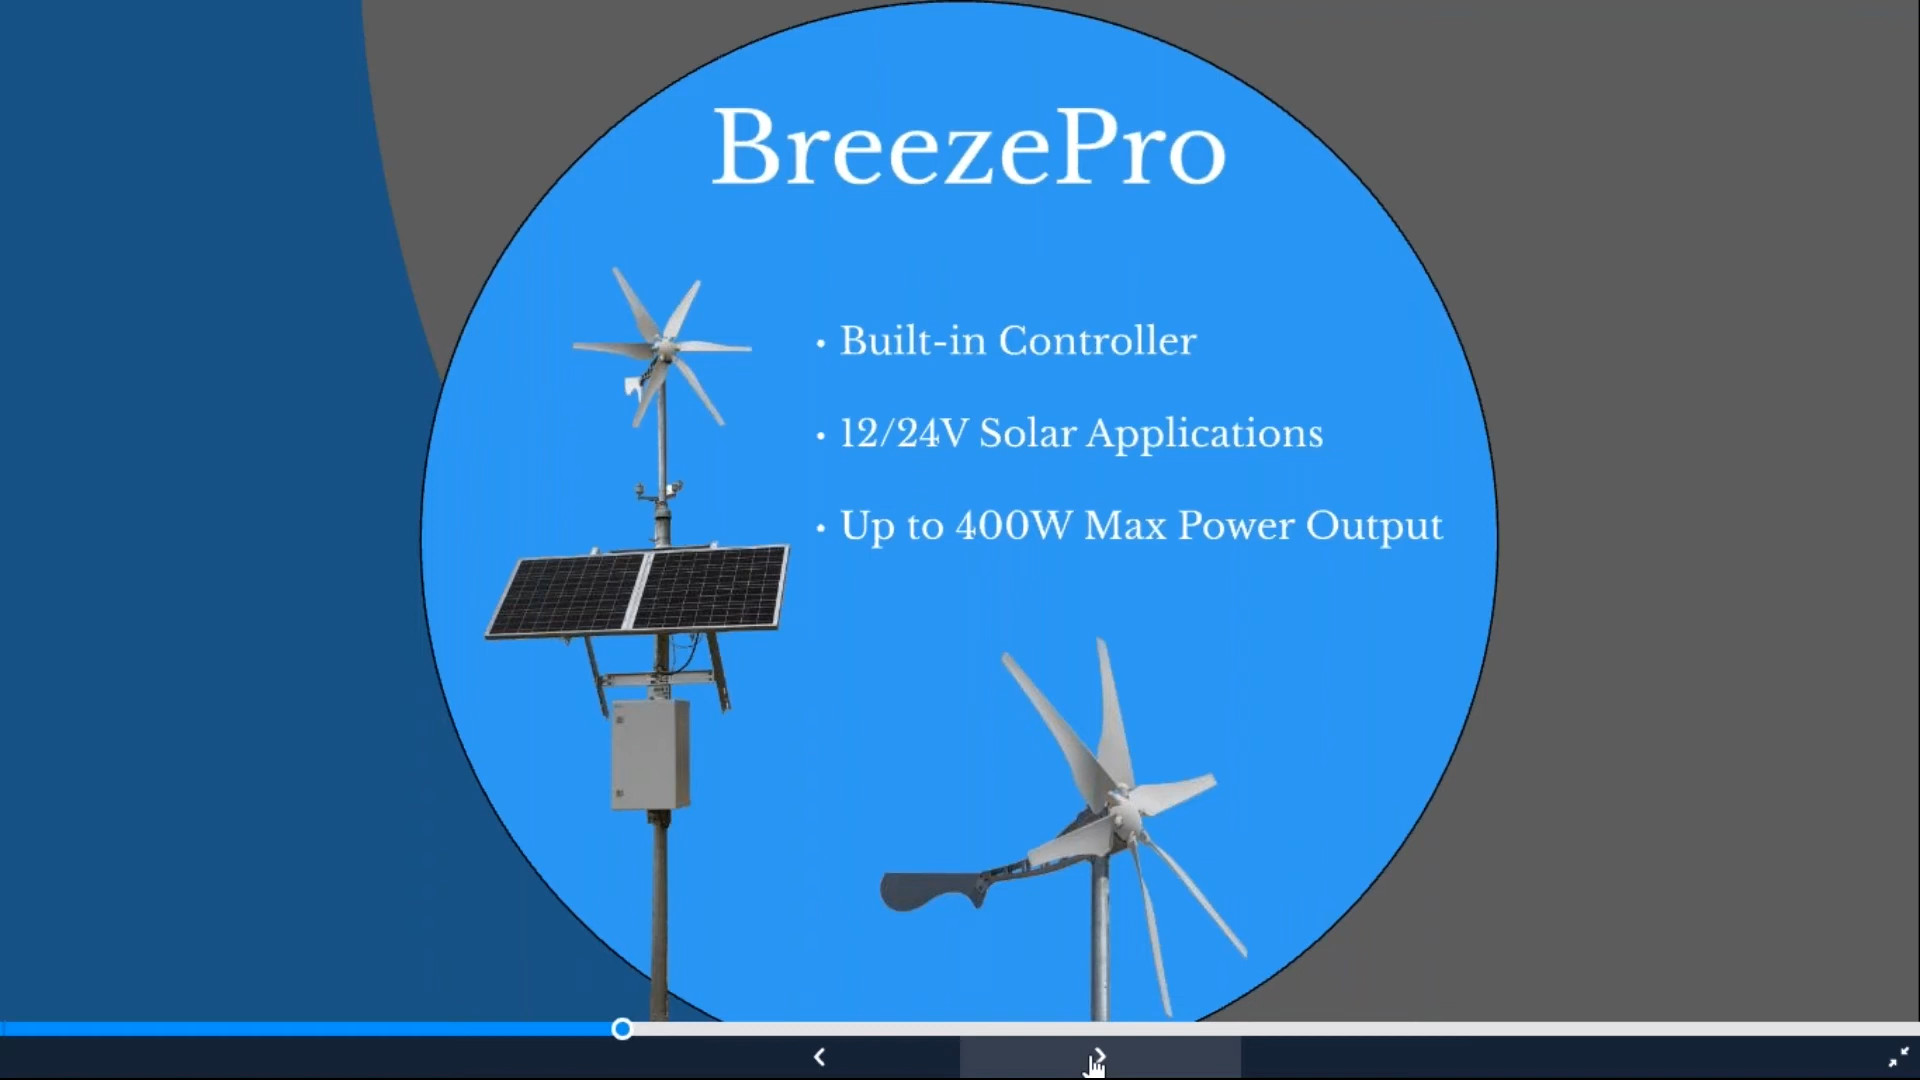 BreezePro
• Built-in Controller
• 12/24V Solar Applications
• Up to 400W Max Power Output